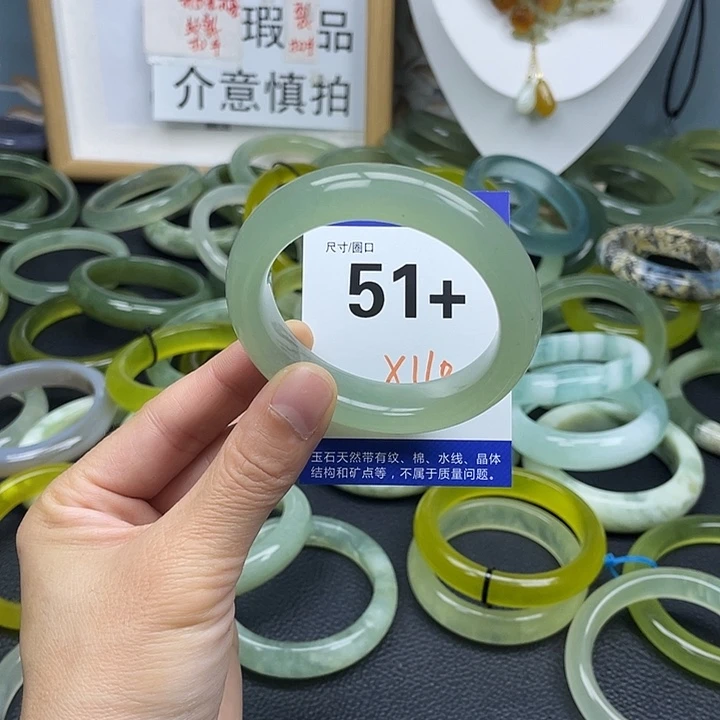 瑕 品
介意慎拍
尺寸/圈口
51+
X110
玉石天然带有纹、棉、水线、晶体
结构和矿点等，不属于质量问题。